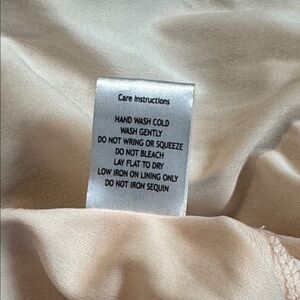 Care Instructions
HAND WASH COLD
WASH GENTLY
DO NOT WRING OR SQUEEZE
DO NOT BLEACH
LAY FLAT TO DRY
LOW IRON ON LINING ONLY
DO NOT IRON SEQUIN